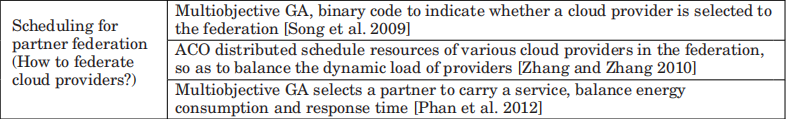 Scheduling for
partner federation
(How to federate
cloud providers?)
Multiobjective GA, binary code to indicate whether a cloud provider is selected to
the federation [Song et al. 2009]
ACO distributed schedule resources of various cloud providers in the federation,
so as to balance the dynamic load of providers [Zhang and Zhang 2010]
Multiobjective GA selects a partner to carry a service, balance energy
consumption and response time [Phan et al. 2012]